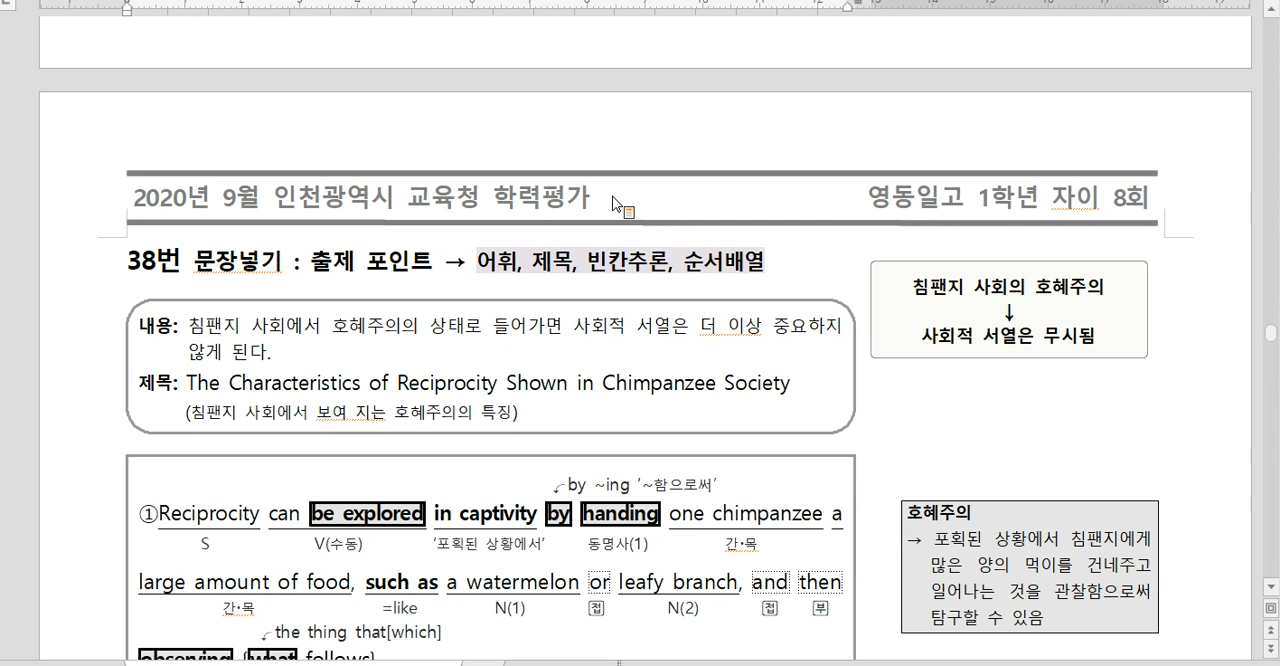 2020년 9월 인천광역시 교육청 학력평가 영동일고 1학년 자이 8회
38번 문장넣기 : 출제 포인트 → 어휘, 제목, 빈칸추론, 순서배열
침팬지 사회의 호혜주의
↓
사회적 서열은 무시됨
내용: 침팬지 사회에서 호혜주의의 상태로 들어가면 사회적 서열은 더 이상 중요하지
않게 된다.
제목: The Characteristics of Reciprocity Shown in Chimpanzee Society
(침팬지 사회에서 보여 지는 호혜주의의 특징)
by ~ing '~함으로써'
①Reciprocity can be explored in captivity by handing one chimpanzee a
S V(수동) '포획된 상황에서' 동명사(1) 간·목
large amount of food, such as a watermelon or leafy branch, and then
간·목 =like N(1) 접 N(2) 접 부
the thing that[which]
observing (what follows)
호혜주의
→ 포획된 상황에서 침팬지에게
많은 양의 먹이를 건네주고
일어나는 것을 관찰함으로써
탐구할 수 있음